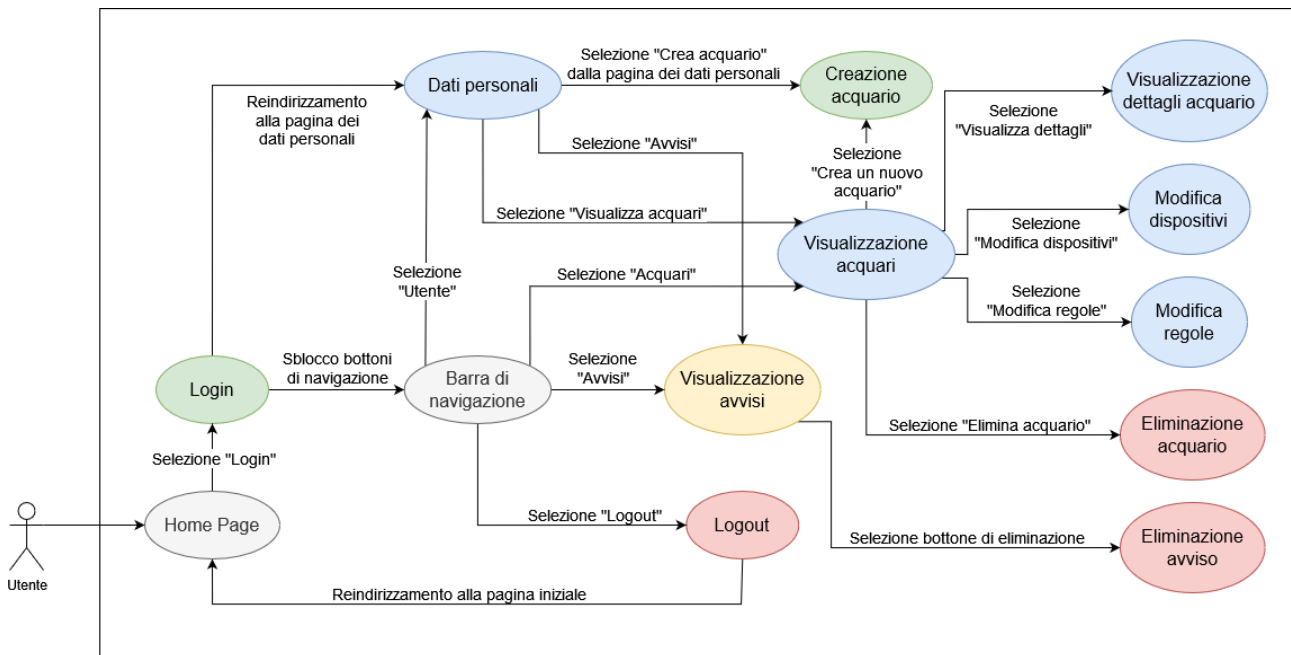 Selezione "Crea acquario"
dalla pagina dei dati personali
Dati personali
Creazione
acquario
Visualizzazione
dettagli acquario
Reindirizzamento
alla pagina dei
dati personali
Selezione
"Visualizza dettagli"
Selezione "Avvisi"
Selezione
"Crea un nuovo
acquario"
Selezione "Visualizza acquari"
Modifica
dispositivi
Selezione
"Modifica dispositivi"
Visualizzazione
acquari
Selezione
"Utente"
Selezione "Acquari"
Selezione
"Modifica regole"
Modifica
regole
Sblocco bottoni
di navigazione
Login
Barra di
navigazione
Selezione
"Avvisi"
Visualizzazione
avvisi
Selezione "Elimina acquario"
Eliminazione
acquario
Selezione "Login"
Home Page
Utente
Selezione "Logout"
Logout
Selezione bottone di eliminazione
Eliminazione
avviso
Reindirizzamento alla pagina iniziale